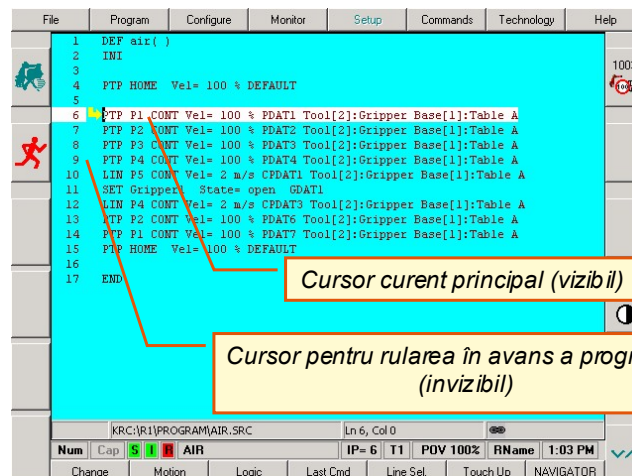 File Program Configure Monitor Setup Commands Technology Help
1 DEF air( )
2 INI
3
4 PTP HOME Vel= 100 % DEFAULT
5
6 PTP P1 CONT Vel= 100 % PDAT1 Tool[2]:Gripper Base[1]:Table A
7 PTP P2 CONT Vel= 100 % PDAT2 Tool[2]:Gripper Base[1]:Table A
8 PTP P3 CONT Vel= 100 % PDAT3 Tool[2]:Gripper Base[1]:Table A
9 PTP P4 CONT Vel= 100 % PDAT4 Tool[2]:Gripper Base[1]:Table A
10 LIN P5 CONT Vel= 2 m/s CPDAT1 Tool[2]:Gripper Base[1]:Table A
11 SET Gripper1 State= open GDAT1
12 LIN P4 CONT Vel= 2 m/s CPDAT3 Tool[2]:Gripper Base[1]:Table A
13 PTP P2 CONT Vel= 100 % PDAT6 Tool[2]:Gripper Base[1]:Table A
14 PTP P1 CONT Vel= 100 % PDAT7 Tool[2]:Gripper Base[1]:Table A
15 PTP HOME Vel= 100 % DEFAULT
16
17 END
Cursor curent principal (vizibil)
Cursor pentru rularea în avans a progr
(invizibil)
KRC:\R1\PROGRAM\AIR.SRC Ln 6, Col 0
Num Cap S I R AIR IP= 6 T1 POV 100% RName 1:03 PM
Change Motion Logic Last Cmd Line Sel. Touch Up NAVIGATOR